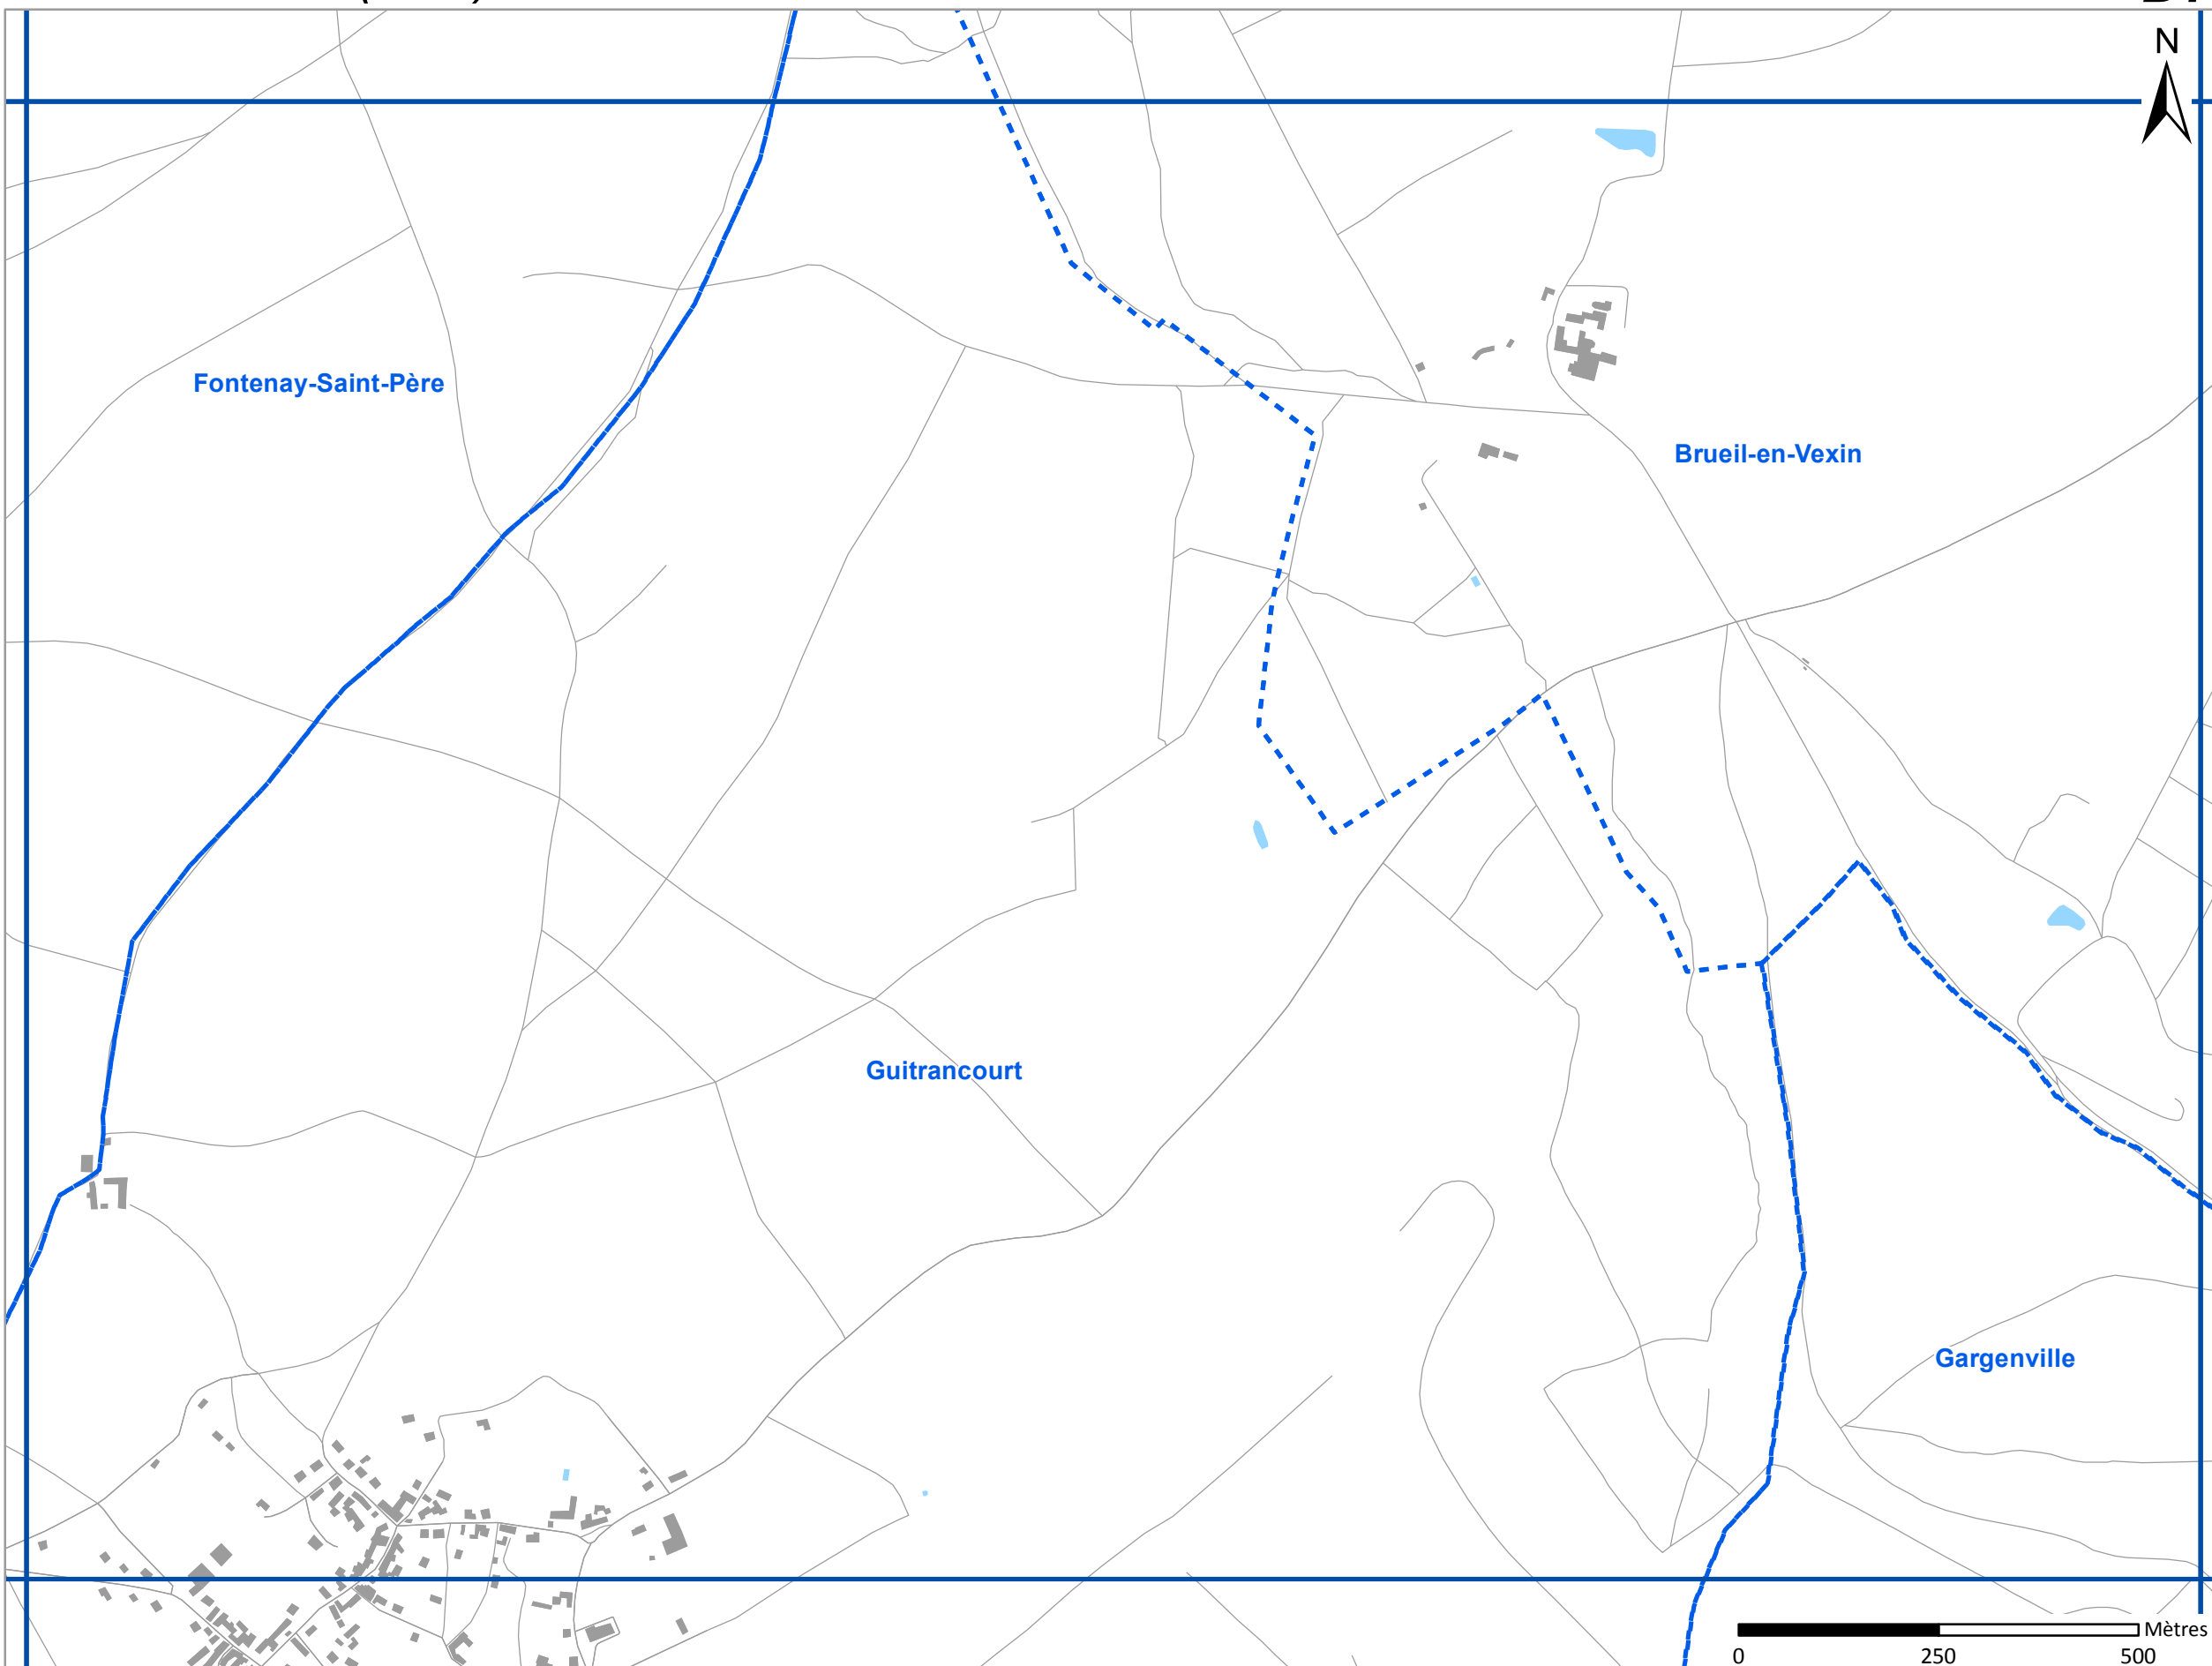 N
Fontenay-Saint-Père
Brueil-en-Vexin
Guitrancourt
Gargenville
Mètres
0 250 500